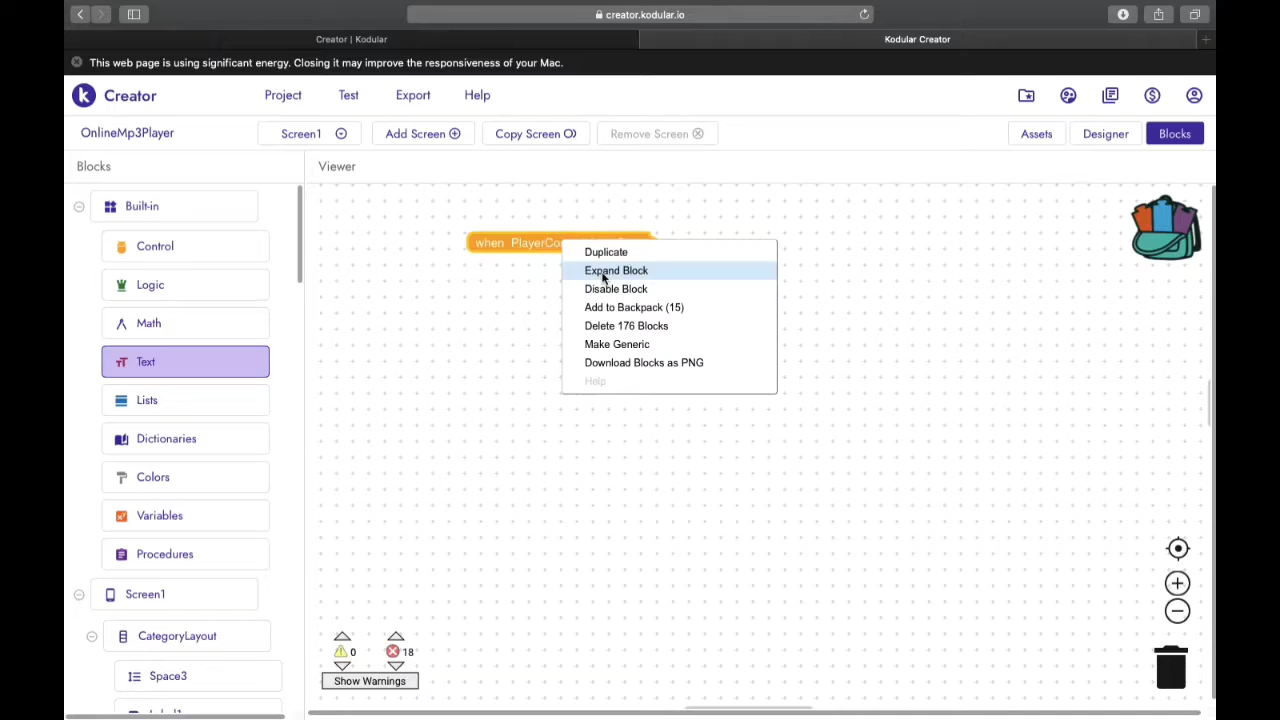 creator.kodular.io
Creator | Kodular
Kodular Creator
This web page is using significant energy. Closing it may improve the responsiveness of your Mac.
Creator
Project
Test
Export
Help
OnlineMp3Player
Screen1
Add Screen
Copy Screen
Remove Screen
Assets
Designer
Blocks
Blocks
Viewer
Built-in
Control
Logic
Math
Text
Lists
Dictionaries
Colors
Variables
Procedures
Screen1
CategoryLayout
Space3
when PlayerCo
Duplicate
Expand Block
Disable Block
Add to Backpack (15)
Delete 176 Blocks
Make Generic
Download Blocks as PNG
Help
0
18
Show Warnings